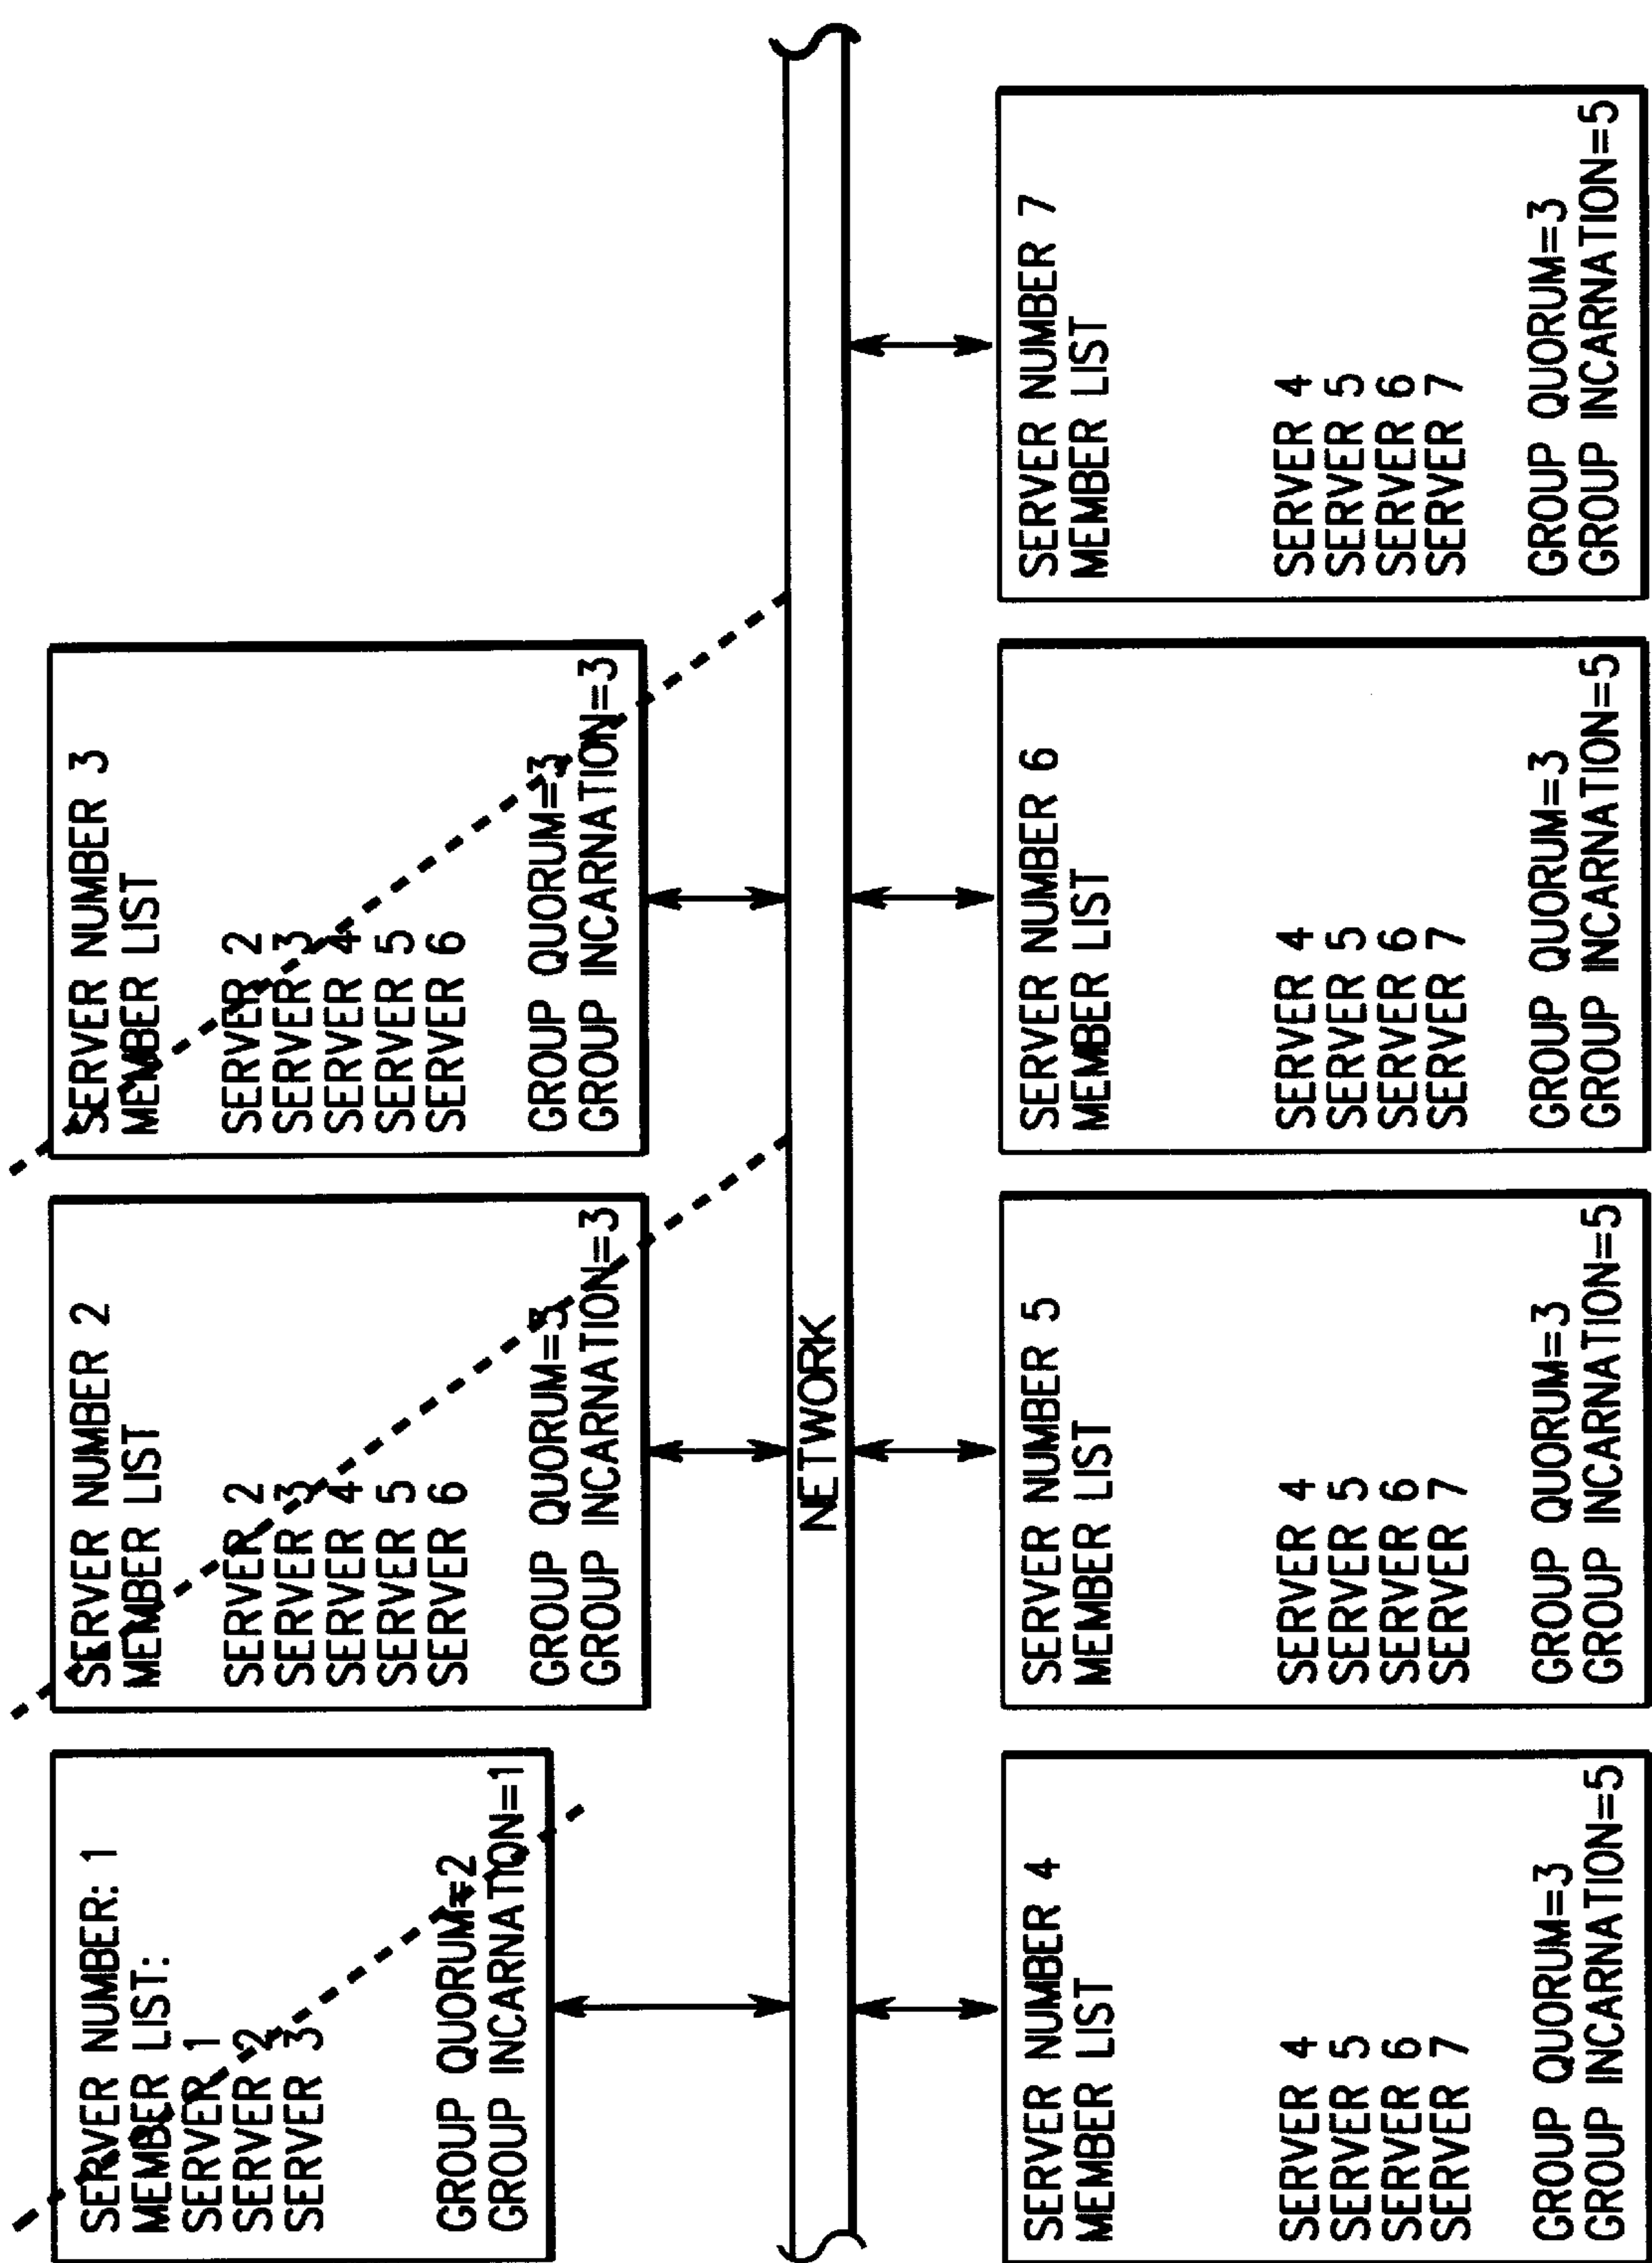 SERVER NUMBER: 1
MEMBER LIST:
SERVER 1
SERVER 2
SERVER 3
GROUP QUORUM=2
GROUP INCARNATION=1
SERVER NUMBER 2
MEMBER LIST
SERVER 2
SERVER 3
SERVER 4
SERVER 5
SERVER 6
GROUP QUORUM=3
GROUP INCARNATION=3
SERVER NUMBER 3
MEMBER LIST
SERVER 2
SERVER 3
SERVER 4
SERVER 5
SERVER 6
GROUP QUORUM=3
GROUP INCARNATION=3
NETWORK
SERVER NUMBER 4
MEMBER LIST
SERVER 4
SERVER 5
SERVER 6
SERVER 7
GROUP QUORUM=3
GROUP INCARNATION=5
SERVER NUMBER 5
MEMBER LIST
SERVER 4
SERVER 5
SERVER 6
SERVER 7
GROUP QUORUM=3
GROUP INCARNATION=5
SERVER NUMBER 6
MEMBER LIST
SERVER 4
SERVER 5
SERVER 6
SERVER 7
GROUP QUORUM=3
GROUP INCARNATION=5
SERVER NUMBER 7
MEMBER LIST
SERVER 4
SERVER 5
SERVER 6
SERVER 7
GROUP QUORUM=3
GROUP INCARNATION=5